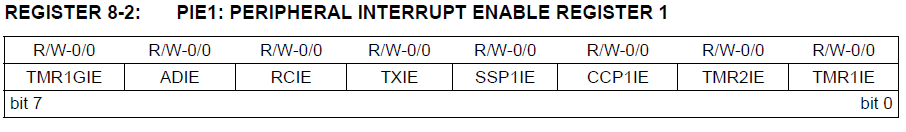 REGISTER 8-2: PIE1: PERIPHERAL INTERRUPT ENABLE REGISTER 1
R/W-0/0 R/W-0/0 R/W-0/0 R/W-0/0 R/W-0/0 R/W-0/0 R/W-0/0 R/W-0/0
TMR1GIE ADIE RCIE TXIE SSP1IE CCP1IE TMR2IE TMR1IE
bit 7 bit 0